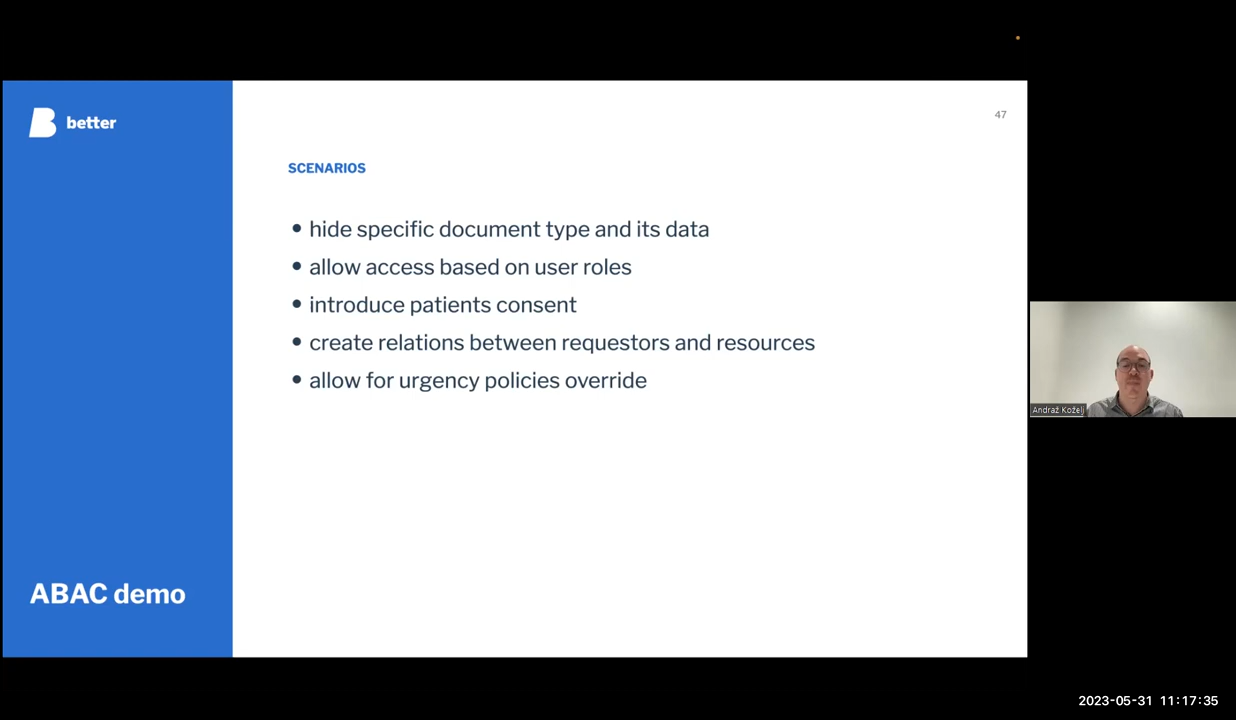 better
47
SCENARIOS
• hide specific document type and its data
• allow access based on user roles
• introduce patients consent
• create relations between requestors and resources
• allow for urgency policies override
Andraž Koželj
ABAC demo
2023-05-31 11:17:35